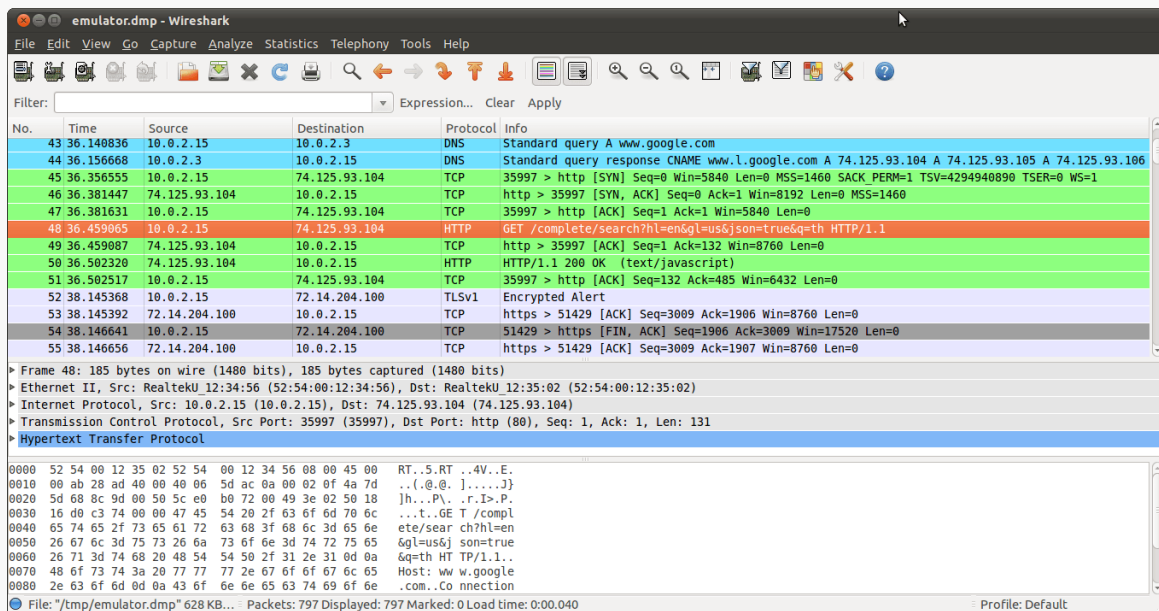 emulator.dmp - Wireshark
File Edit View Go Capture Analyze Statistics Telephony Tools Help
Filter: Expression... Clear Apply
No. Time Source Destination Protocol Info
43 36.140836 10.0.2.15 10.0.2.3 DNS Standard query A www.google.com
44 36.156668 10.0.2.3 10.0.2.15 DNS Standard query response CNAME www.l.google.com A 74.125.93.104 A 74.125.93.105 A 74.125.93.106
45 36.356555 10.0.2.15 74.125.93.104 TCP 35997 > http [SYN] Seq=0 Win=5840 Len=0 MSS=1460 SACK_PERM=1 TSV=4294940890 TSER=0 WS=1
46 36.381447 74.125.93.104 10.0.2.15 TCP http > 35997 [SYN, ACK] Seq=0 Ack=1 Win=8192 Len=0 MSS=1460
47 36.381631 10.0.2.15 74.125.93.104 TCP 35997 > http [ACK] Seq=1 Ack=1 Win=5840 Len=0
48 36.459065 10.0.2.15 74.125.93.104 HTTP GET /complete/search?hl=en&gl=us&json=true&q=th HTTP/1.1
49 36.459087 74.125.93.104 10.0.2.15 TCP http > 35997 [ACK] Seq=1 Ack=132 Win=8760 Len=0
50 36.502320 74.125.93.104 10.0.2.15 HTTP HTTP/1.1 200 OK (text/javascript)
51 36.502517 10.0.2.15 74.125.93.104 TCP 35997 > http [ACK] Seq=132 Ack=485 Win=6432 Len=0
52 38.145368 10.0.2.15 72.14.204.100 TLSv1 Encrypted Alert
53 38.145392 72.14.204.100 10.0.2.15 TCP https > 51429 [ACK] Seq=3009 Ack=1906 Win=8760 Len=0
54 38.146641 10.0.2.15 72.14.204.100 TCP 51429 > https [FIN, ACK] Seq=1906 Ack=3009 Win=17520 Len=0
55 38.146656 72.14.204.100 10.0.2.15 TCP https > 51429 [ACK] Seq=3009 Ack=1907 Win=8760 Len=0
Frame 48: 185 bytes on wire (1480 bits), 185 bytes captured (1480 bits)
Ethernet II, Src: RealtekU_12:34:56 (52:54:00:12:34:56), Dst: RealtekU_12:35:02 (52:54:00:12:35:02)
Internet Protocol, Src: 10.0.2.15 (10.0.2.15), Dst: 74.125.93.104 (74.125.93.104)
Transmission Control Protocol, Src Port: 35997 (35997), Dst Port: http (80), Seq: 1, Ack: 1, Len: 131
Hypertext Transfer Protocol
0000 52 54 00 12 35 02 52 54 00 12 34 56 08 00 45 00 RT..5.RT ..4V..E.
0010 00 ab 28 ad 40 00 40 06 5d ac 0a 00 02 0f 4a 7d ..(.@.@. ].....J}
0020 5d 68 8c 9d 00 50 5c e0 b0 72 00 49 3e 02 50 18 ]h...P\. .r.I>.P.
0030 16 d0 c3 74 00 00 47 45 54 20 2f 63 6f 6d 70 6c ...t..GE T /compl
0040 65 74 65 2f 73 65 61 72 63 68 3f 68 6c 3d 65 6e ete/sear ch?hl=en
0050 26 67 6c 3d 75 73 26 6a 73 6f 6e 3d 74 72 75 65 &gl=us&j son=true
0060 26 71 3d 74 68 20 48 54 54 50 2f 31 2e 31 0d 0a &q=th HT TP/1.1..
0070 48 6f 73 74 3a 20 77 77 77 2e 67 6f 6f 67 6c 65 Host: ww w.google
0080 2e 63 6f 6d 0d 0a 43 6f 6e 6e 65 63 74 69 6f 6e .com..Co nnection
File: "/tmp/emulator.dmp" 628 KB... Packets: 797 Displayed: 797 Marked: 0 Load time: 0:00.040 Profile: Default